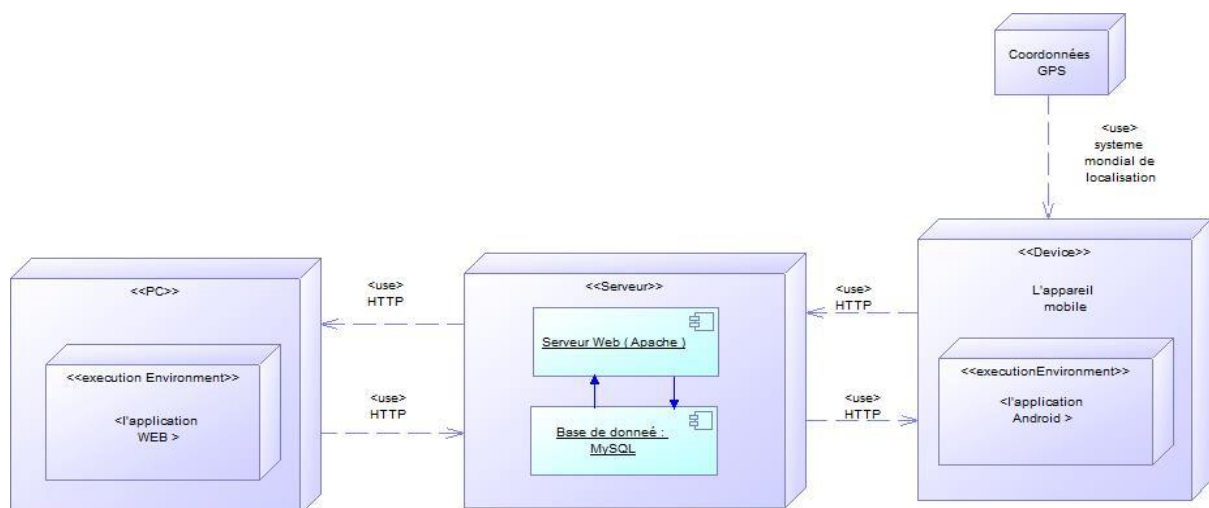 Coordonnées
GPS
<use>
systeme
mondial de
localisation
<<PC>>
<<execution Environment>>
<l'application
WEB >
<use>
HTTP
<use>
HTTP
<<Serveur>>
Serveur Web ( Apache )
Base de donneé :
MySQL
<use>
HTTP
<use>
HTTP
<<Device>>
L'appareil
mobile
<<executionEnvironment>>
<l'application
Android >